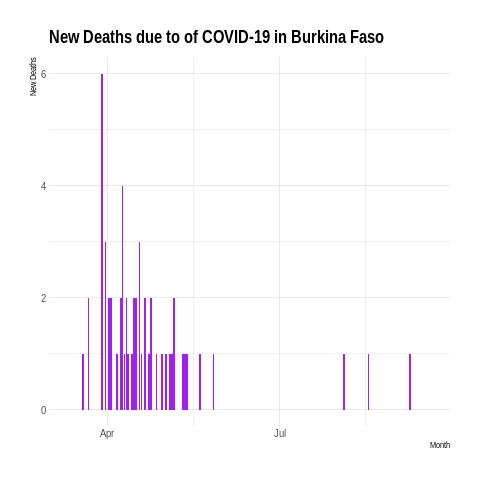 New Deaths due to of COVID-19 in Burkina Faso
New Deaths
6
4
2
0
Apr
Jul
Month